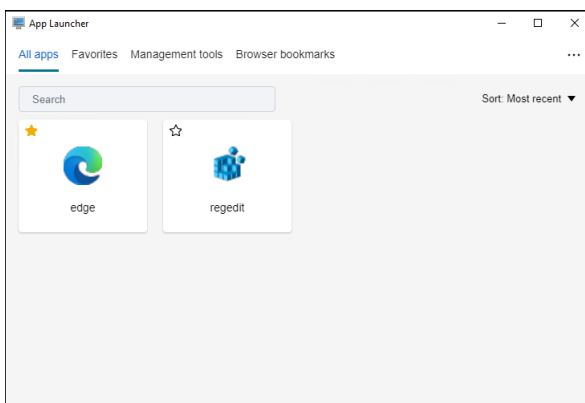 App Launcher
All apps Favorites Management tools Browser bookmarks
Search
Sort: Most recent
edge regedit